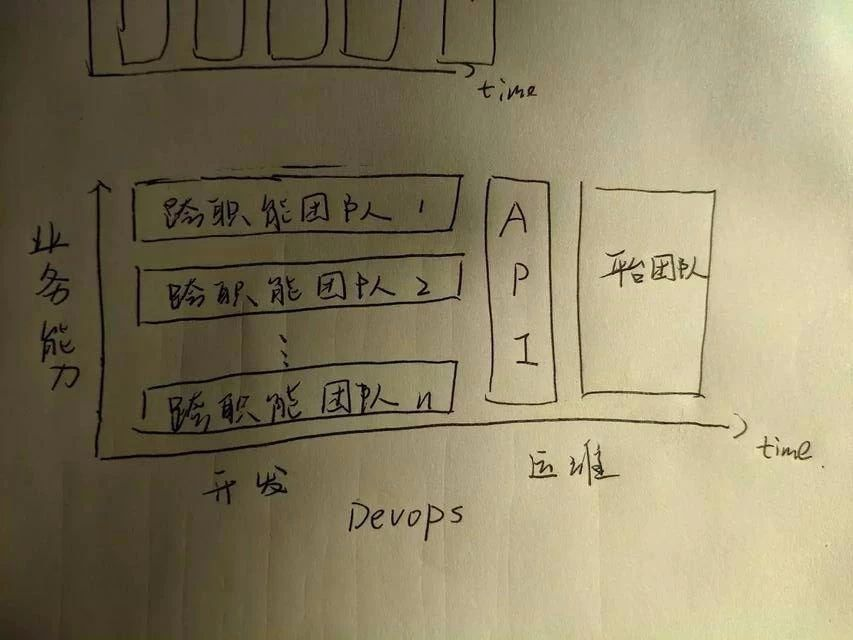 time
业务能力
跨职能团队 1
跨职能团队 2
⋮
跨职能团队 n
API
平台团队
time
开发
运维
Devops